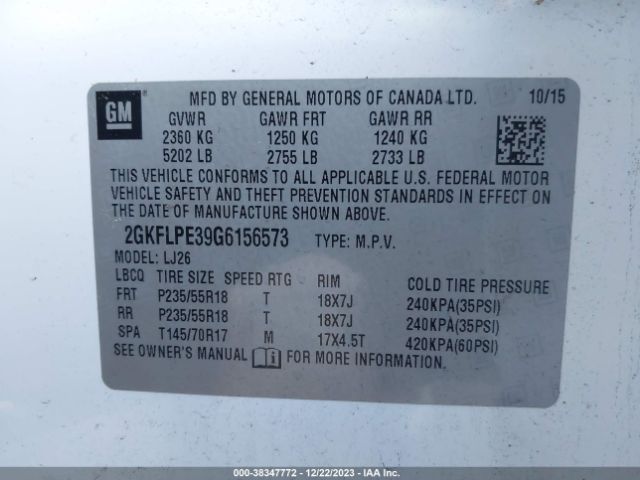 GM
MFD BY GENERAL MOTORS OF CANADA LTD. 10/15
GVWR GAWR FRT GAWR RR
2360 KG 1250 KG 1240 KG
5202 LB 2755 LB 2733 LB
THIS VEHICLE CONFORMS TO ALL APPLICABLE U.S. FEDERAL MOTOR
VEHICLE SAFETY AND THEFT PREVENTION STANDARDS IN EFFECT ON
THE DATE OF MANUFACTURE SHOWN ABOVE.
2GKFLPE39G6156573 TYPE: M.P.V.
MODEL: LJ26
LBCQ TIRE SIZE SPEED RTG RIM COLD TIRE PRESSURE
FRT P235/55R18 T 18X7J 240KPA(35PSI)
RR P235/55R18 T 18X7J 240KPA(35PSI)
SPA T145/70R17 M 17X4.5T 420KPA(60PSI)
SEE OWNER'S MANUAL FOR MORE INFORMATION.
000-38347772 - 12/22/2023 - IAA Inc.